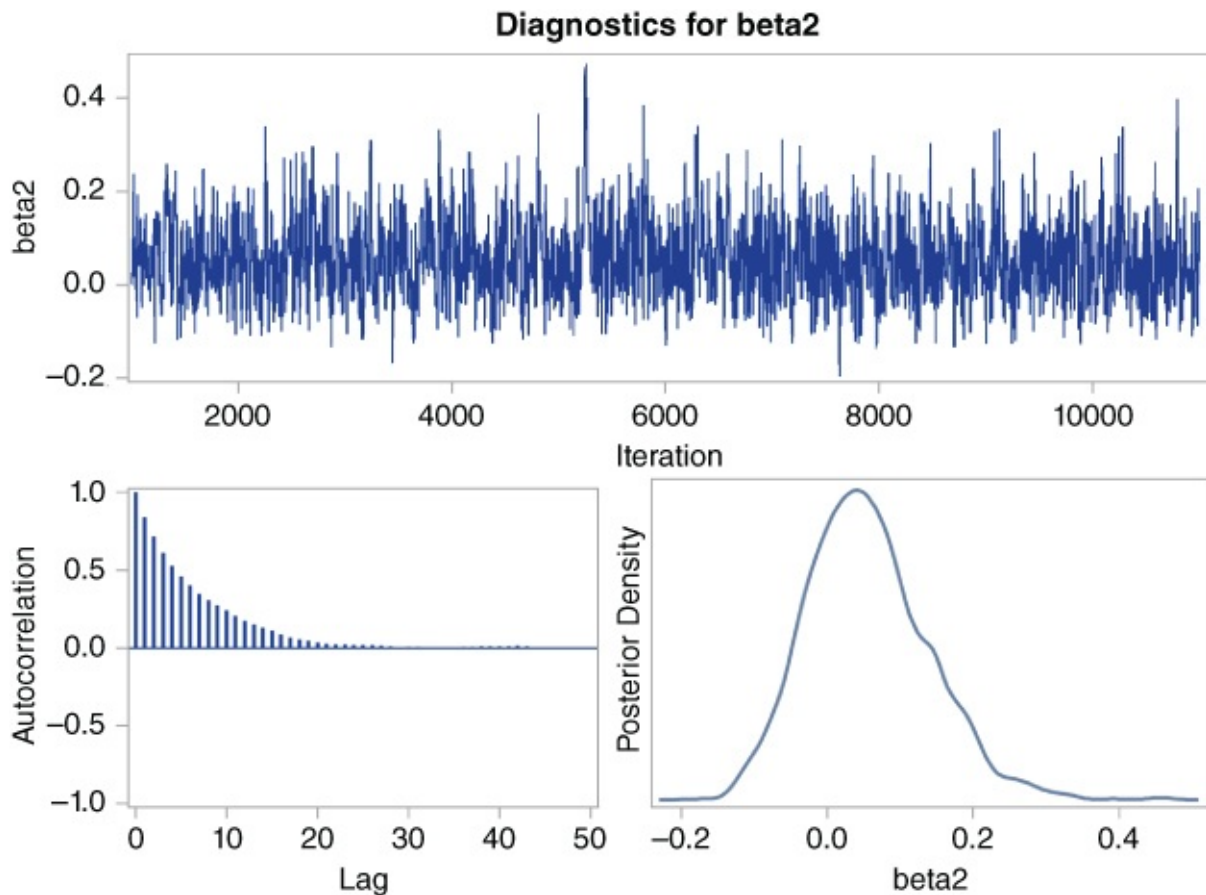 Diagnostics for beta2
beta2
0.4
0.2
0.0
−0.2
2000 4000 6000 8000 10000
Iteration
Autocorrelation
1.0
0.5
0.0
−0.5
−1.0
0 10 20 30 40 50
Lag
Posterior Density
−0.2 0.0 0.2 0.4
beta2